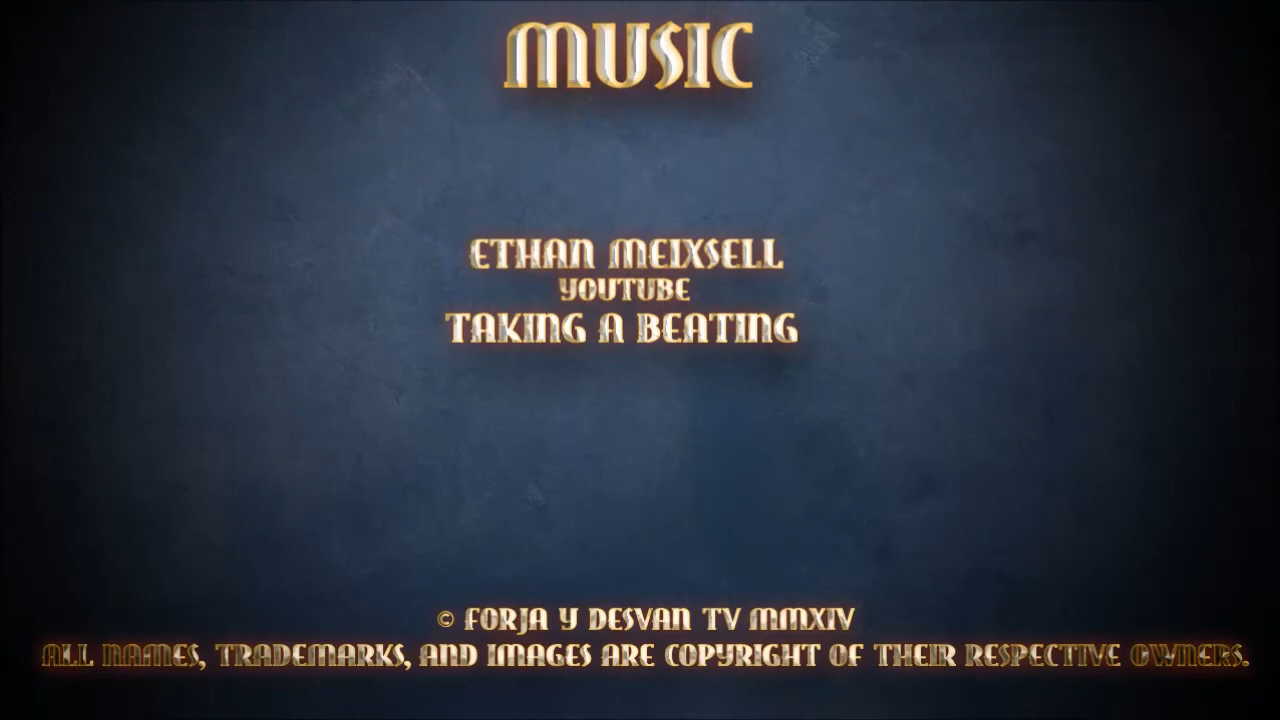 MUSIC
ETHAN MEIXSELL
YOUTUBE
TAKING A BEATING
© FORJA Y DESVAN TV MMXIV
ALL NAMES, TRADEMARKS, AND IMAGES ARE COPYRIGHT OF THEIR RESPECTIVE OWNERS.